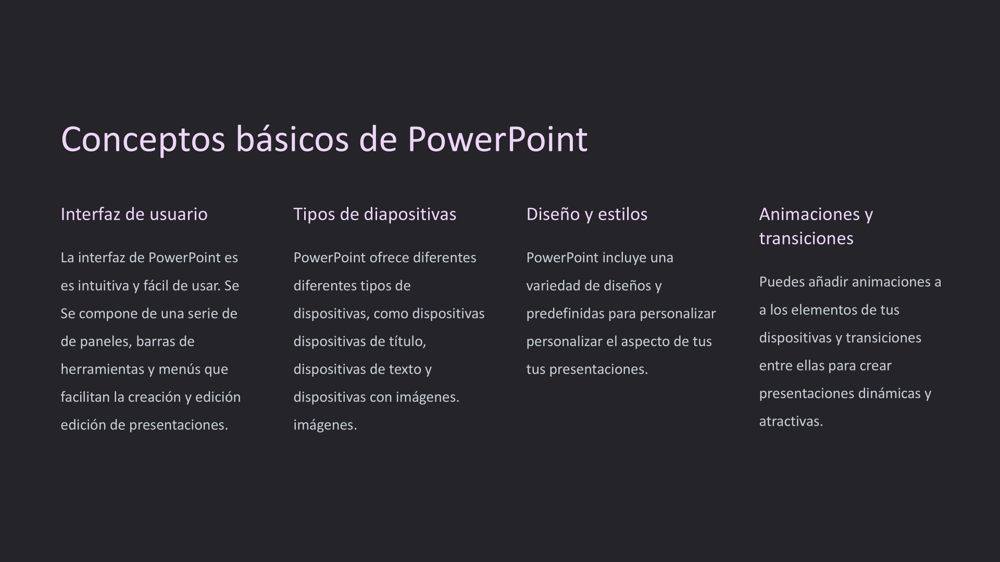 Conceptos básicos de PowerPoint
Interfaz de usuario
La interfaz de PowerPoint es
es intuitiva y fácil de usar. Se
Se compone de una serie de
de paneles, barras de
herramientas y menús que
facilitan la creación y edición
edición de presentaciones.
Tipos de diapositivas
PowerPoint ofrece diferentes
diferentes tipos de
dispositivas, como dispositivas
dispositivas de título,
dispositivas de texto y
dispositivas con imágenes.
imágenes.
Diseño y estilos
PowerPoint incluye una
variedad de diseños y
predefinidas para personalizar
personalizar el aspecto de tus
tus presentaciones.
Animaciones y
transiciones
Puedes añadir animaciones a
a los elementos de tus
dispositivas y transiciones
entre ellas para crear
presentaciones dinámicas y
atractivas.